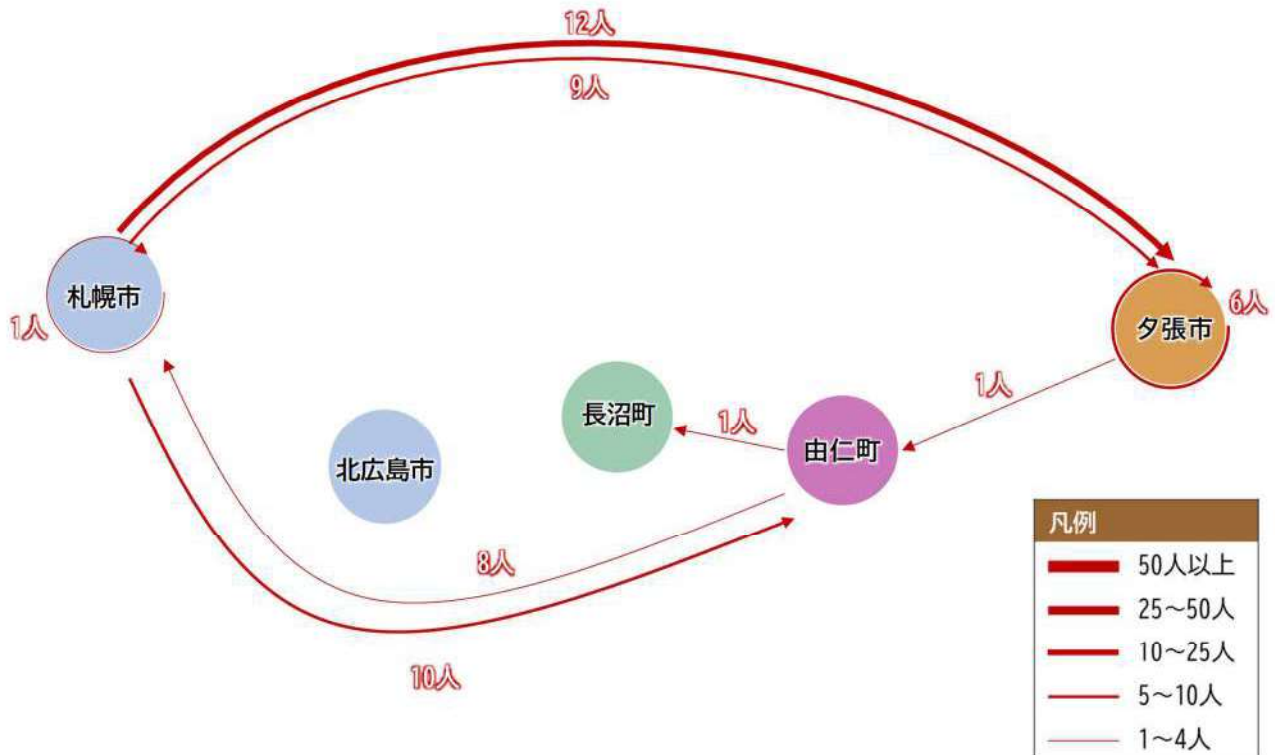 12人
9人
札幌市
1人
夕張市
6人
1人
長沼町
1人
由仁町
北広島市
8人
10人
凡例
50人以上
25～50人
10～25人
5～10人
1～4人